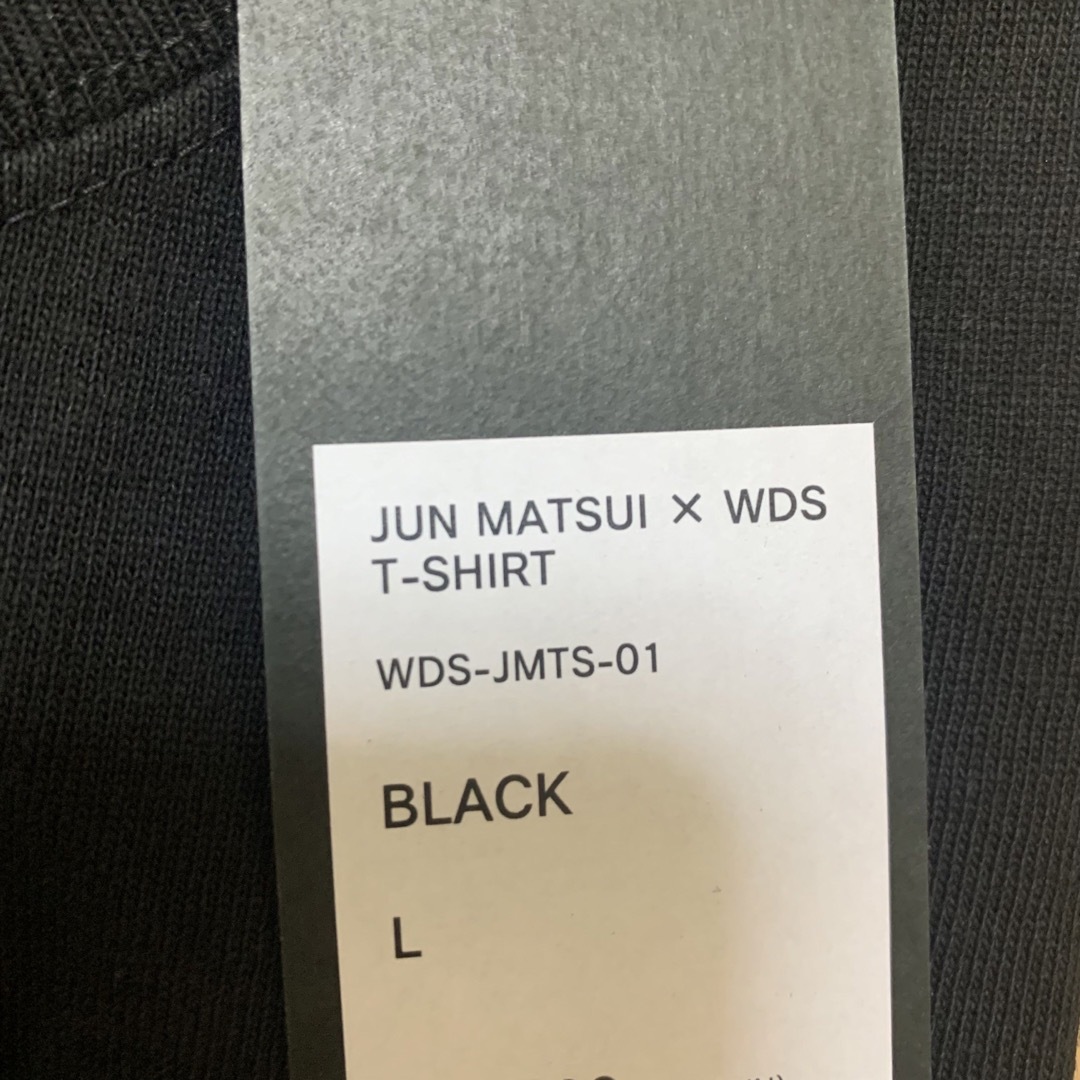 JUN MATSUI × WDS
T-SHIRT
WDS-JMTS-01
BLACK
L